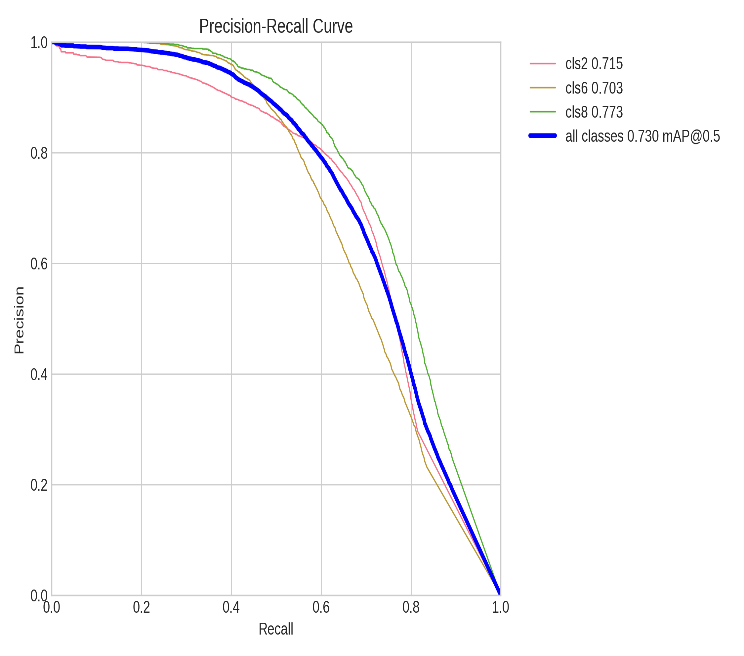 Precision-Recall Curve
cls2 0.715
cls6 0.703
cls8 0.773
all classes 0.730 mAP@0.5
Precision
1.0
0.8
0.6
0.4
0.2
0.0
0.0 0.2 0.4 0.6 0.8 1.0
Recall